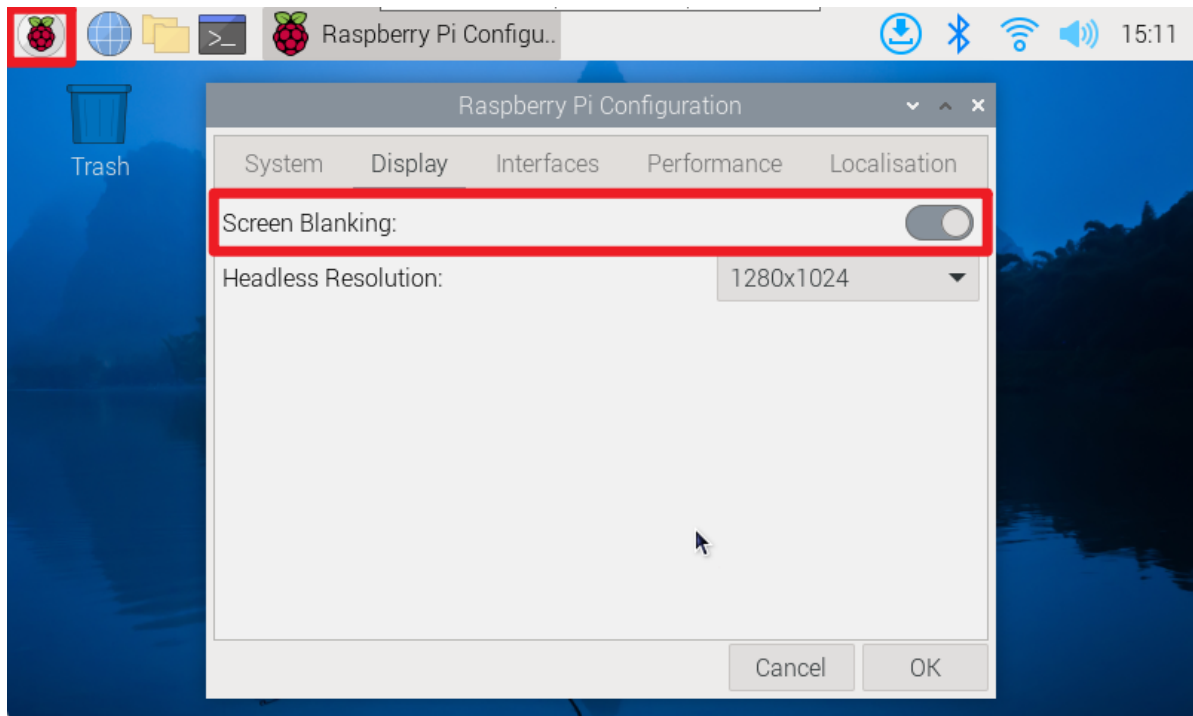 Raspberry Pi Configu..
15:11
Trash
Raspberry Pi Configuration
System Display Interfaces Performance Localisation
Screen Blanking:
Headless Resolution: 1280x1024
Cancel OK